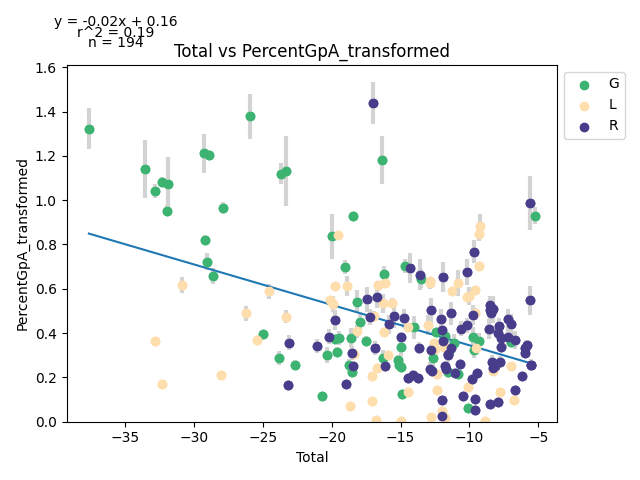 y = -0.02x + 0.16
r^2 = 0.19
n = 194
Total vs PercentGpA_transformed
G
L
R
PercentGpA_transformed
1.6
1.4
1.2
1.0
0.8
0.6
0.4
0.2
0.0
−35
−30
−25
−20
−15
−10
−5
Total